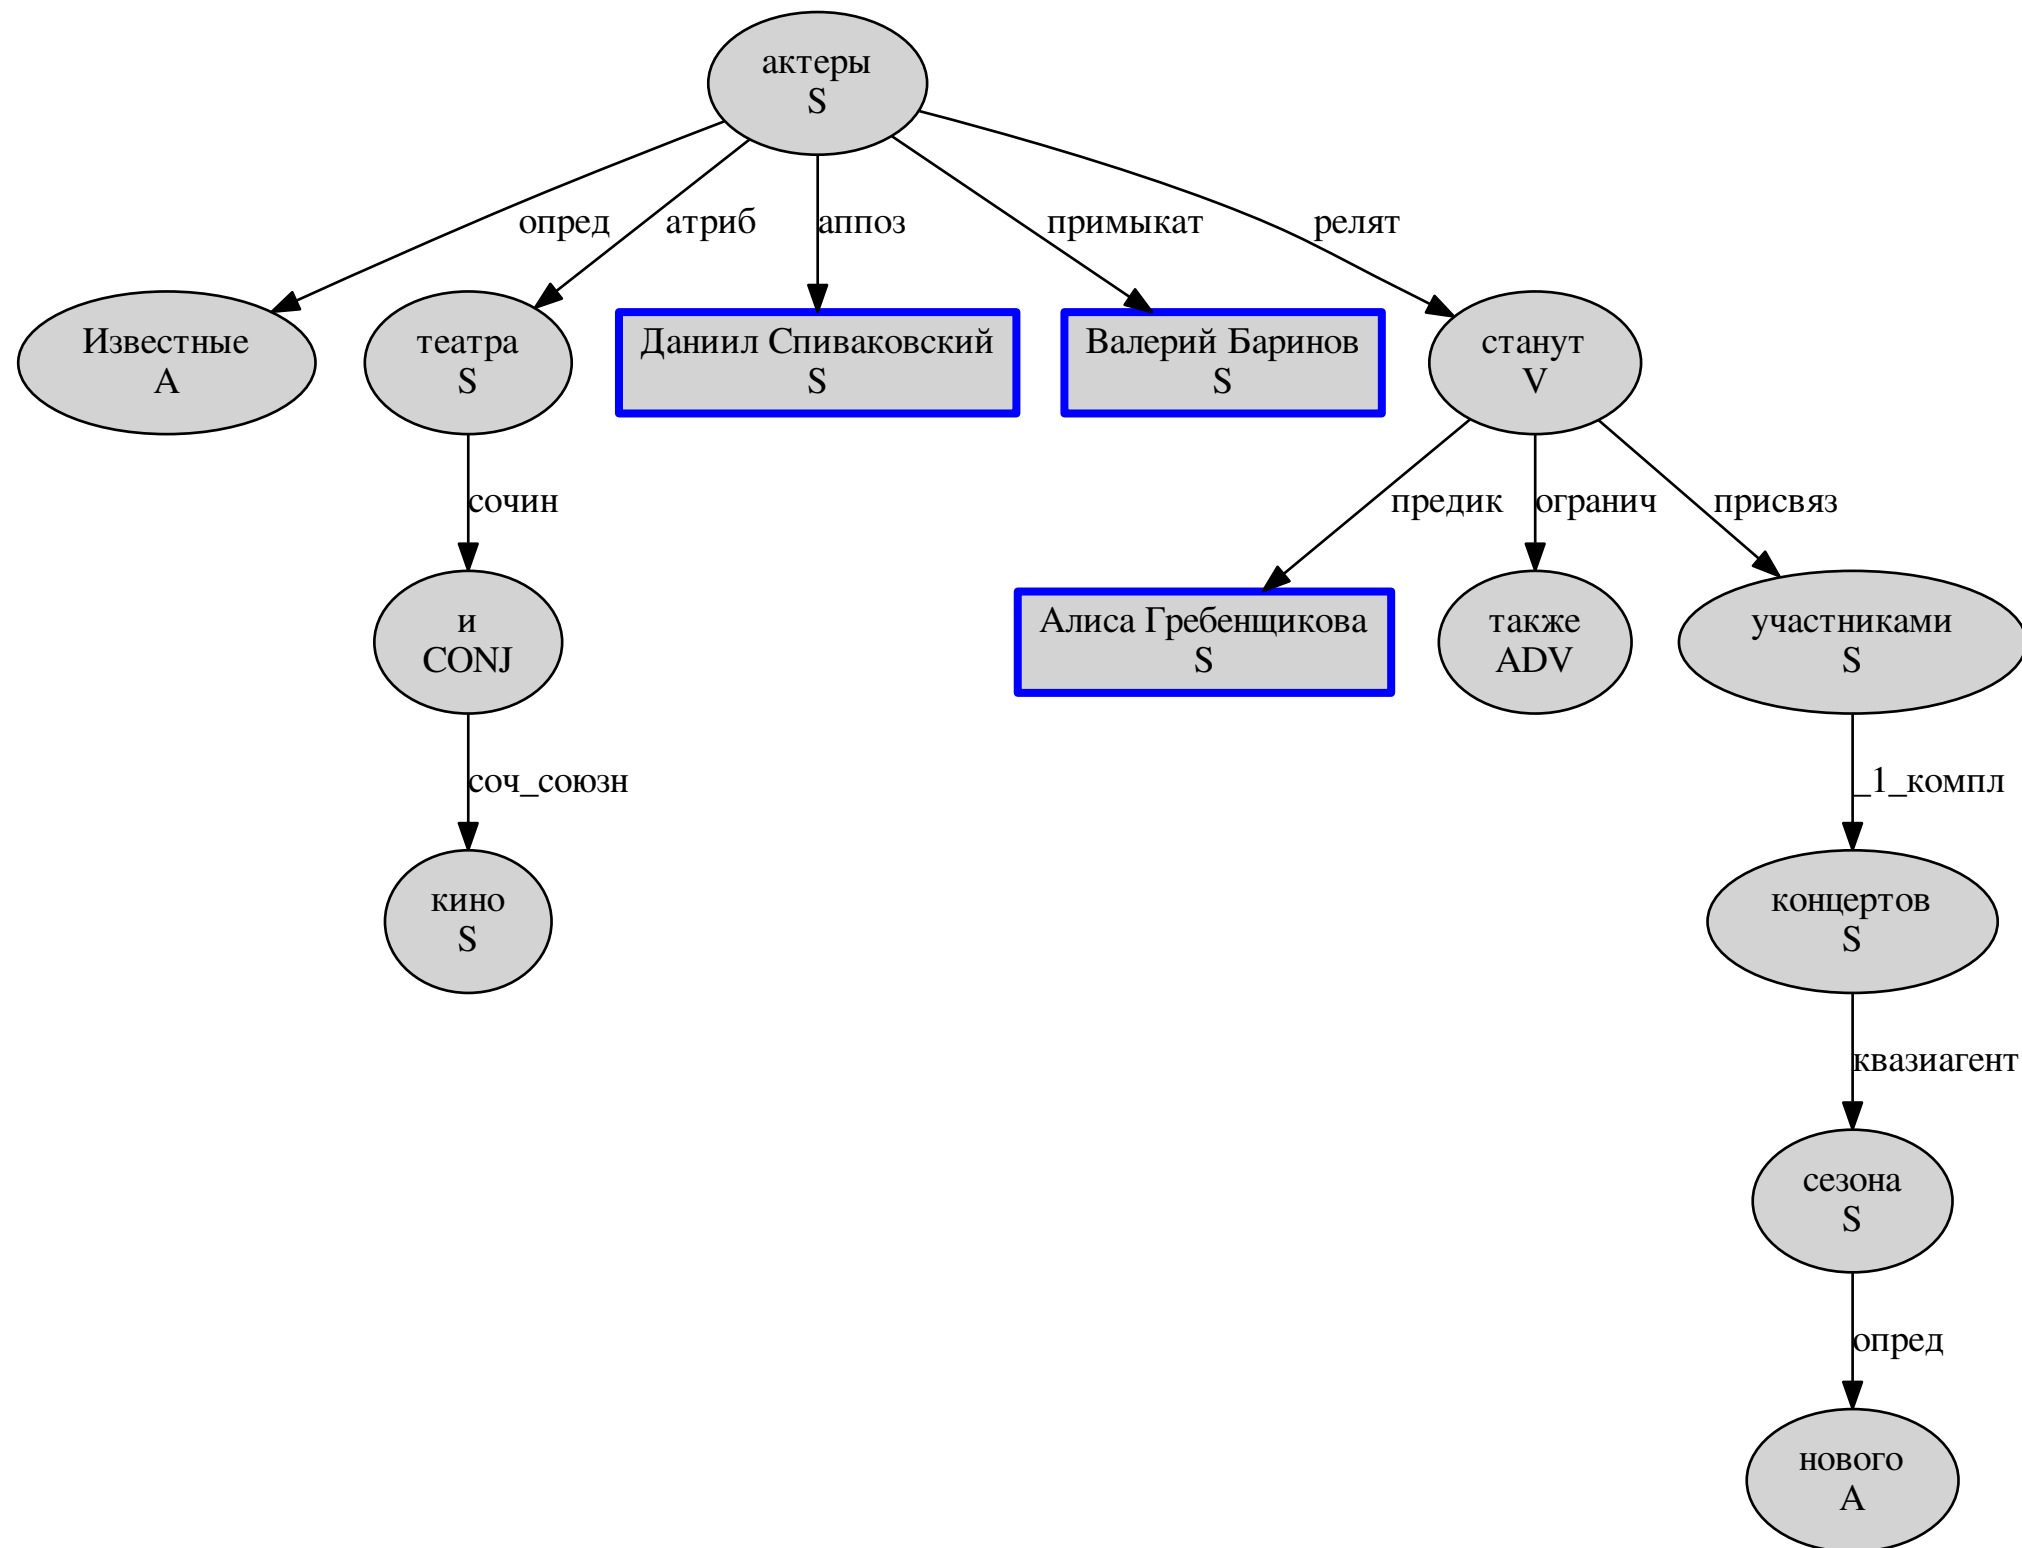 актеры
S
опред
атриб
аппоз
примыкат
релят
Известные
A
театра
S
Даниил Спиваковский
S
Валерий Баринов
S
станут
V
сочин
предик
огранич
присвяз
и
CONJ
Алиса Гребенщикова
S
также
ADV
участниками
S
соч_союзн
_1_компл
кино
S
концертов
S
квазиагент
сезона
S
опред
нового
A